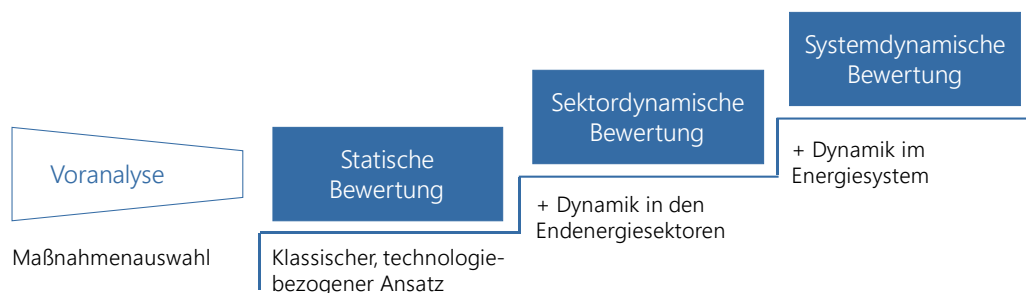 Voranalyse
Maßnahmenauswahl
Statische
Bewertung
Klassischer, technologie-
bezogener Ansatz
Sektordynamische
Bewertung
+ Dynamik in den
Endenergiesektoren
Systemdynamische
Bewertung
+ Dynamik im
Energiesystem